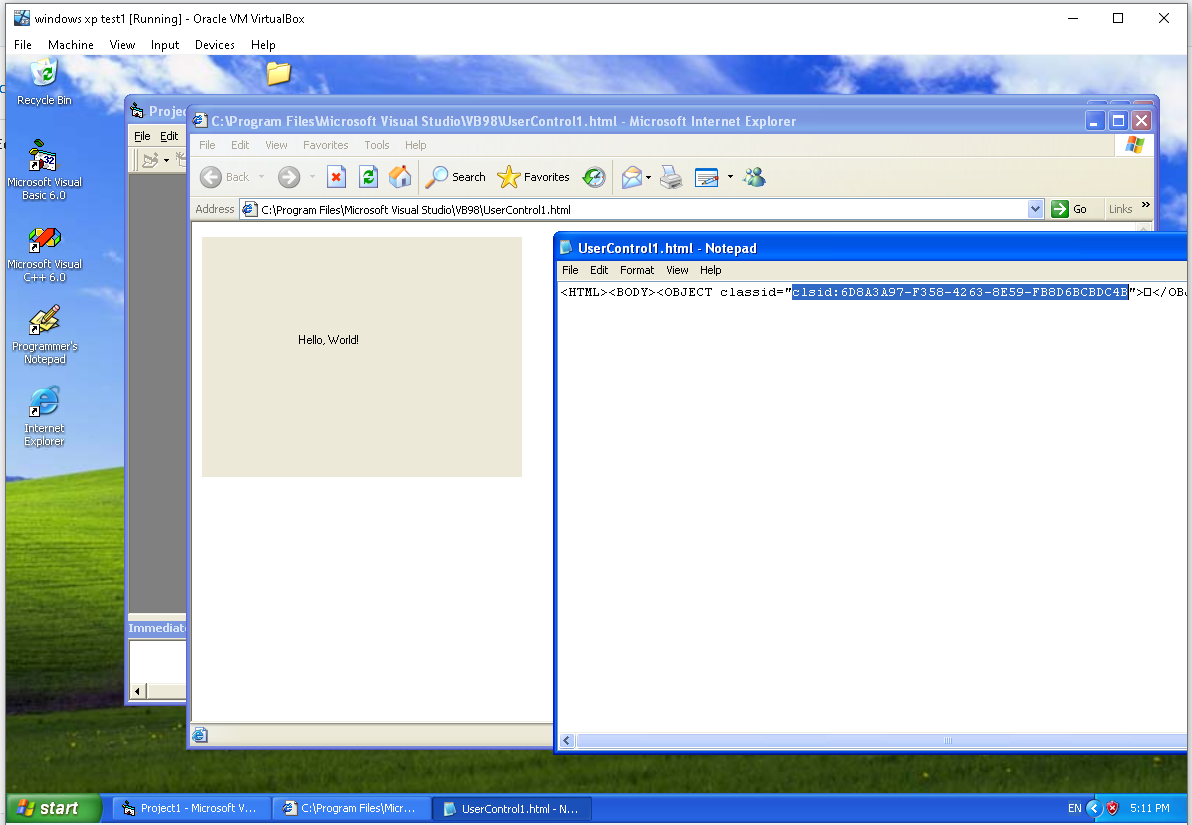 windows xp test1 [Running] - Oracle VM VirtualBox
File Machine View Input Devices Help
Recycle Bin
Microsoft Visual
Basic 6.0
Microsoft Visual
C++ 6.0
Programmer's
Notepad
Internet
Explorer
Projec
File Edit
Immediat
C:\Program Files\Microsoft Visual Studio\VB98\UserControl1.html - Microsoft Internet Explorer
File Edit View Favorites Tools Help
Back Search Favorites
Address C:\Program Files\Microsoft Visual Studio\VB98\UserControl1.html Go Links »
Hello, World!
UserControl1.html - Notepad
File Edit Format View Help
<HTML><BODY><OBJECT classid="clsid:6D8A3A97-F358-4263-8E59-FB8D6BCBDC4B">□</OBJ
start Project1 - Microsoft V... C:\Program Files\Micr... UserControl1.html - N... EN 5:11 PM